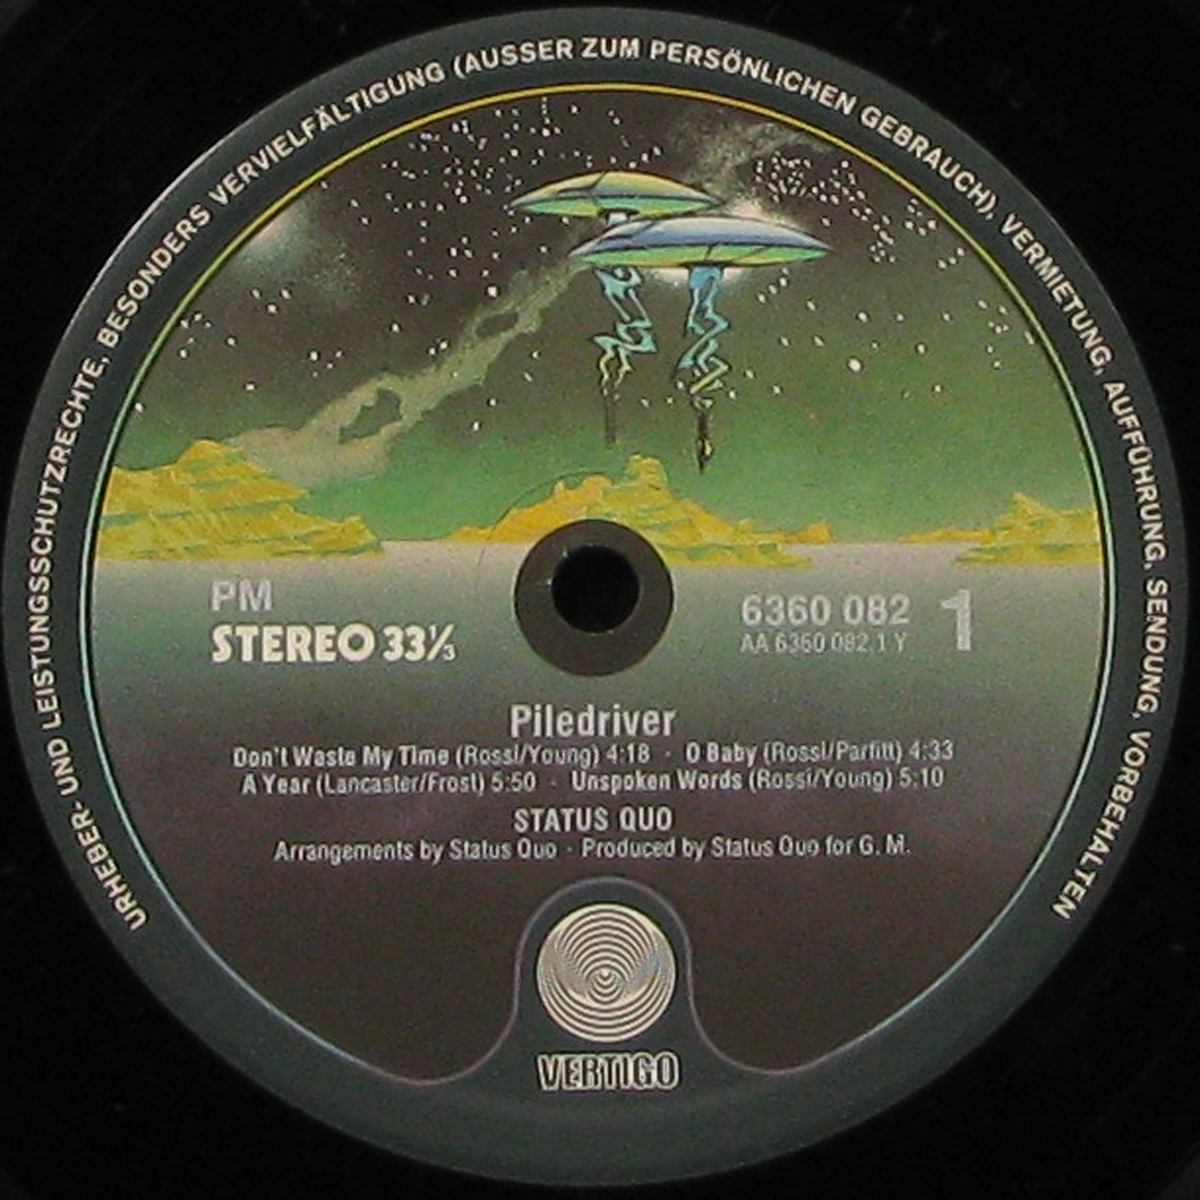 URHEBER- UND LEISTUNGSSCHUTZRECHTE, BESONDERS VERVIELFÄLTIGUNG (AUSSER ZUM PERSÖNLICHEN GEBRAUCH), VERMIETUNG, AUFFÜHRUNG, SENDUNG, VORBEHALTEN
PM
STEREO 33⅓
6360 082 1
AA 6360 082.1 Y
Piledriver
Don't Waste My Time (Rossi/Young) 4:18 · O Baby (Rossi/Parfitt) 4:33
A Year (Lancaster/Frost) 5:50 · Unspoken Words (Rossi/Young) 5:10
STATUS QUO
Arrangements by Status Quo · Produced by Status Quo for G. M.
VERTIGO